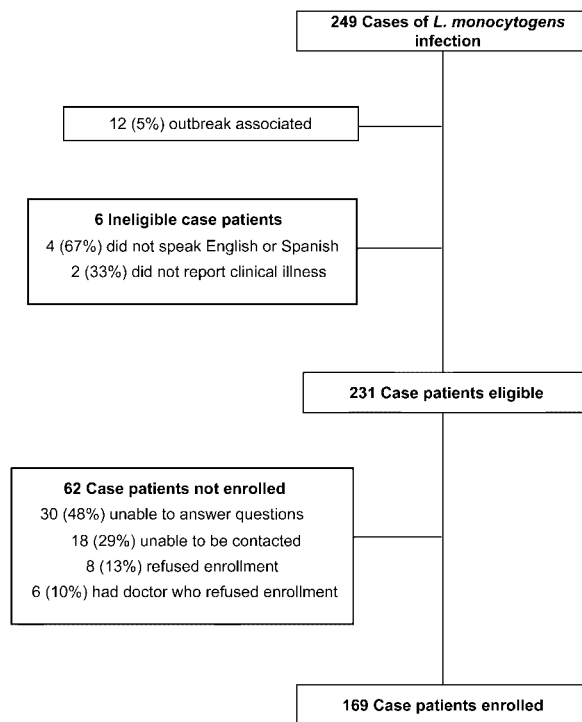 249 Cases of L. monocytogens
infection
12 (5%) outbreak associated
6 Ineligible case patients
4 (67%) did not speak English or Spanish
2 (33%) did not report clinical illness
231 Case patients eligible
62 Case patients not enrolled
30 (48%) unable to answer questions
18 (29%) unable to be contacted
8 (13%) refused enrollment
6 (10%) had doctor who refused enrollment
169 Case patients enrolled